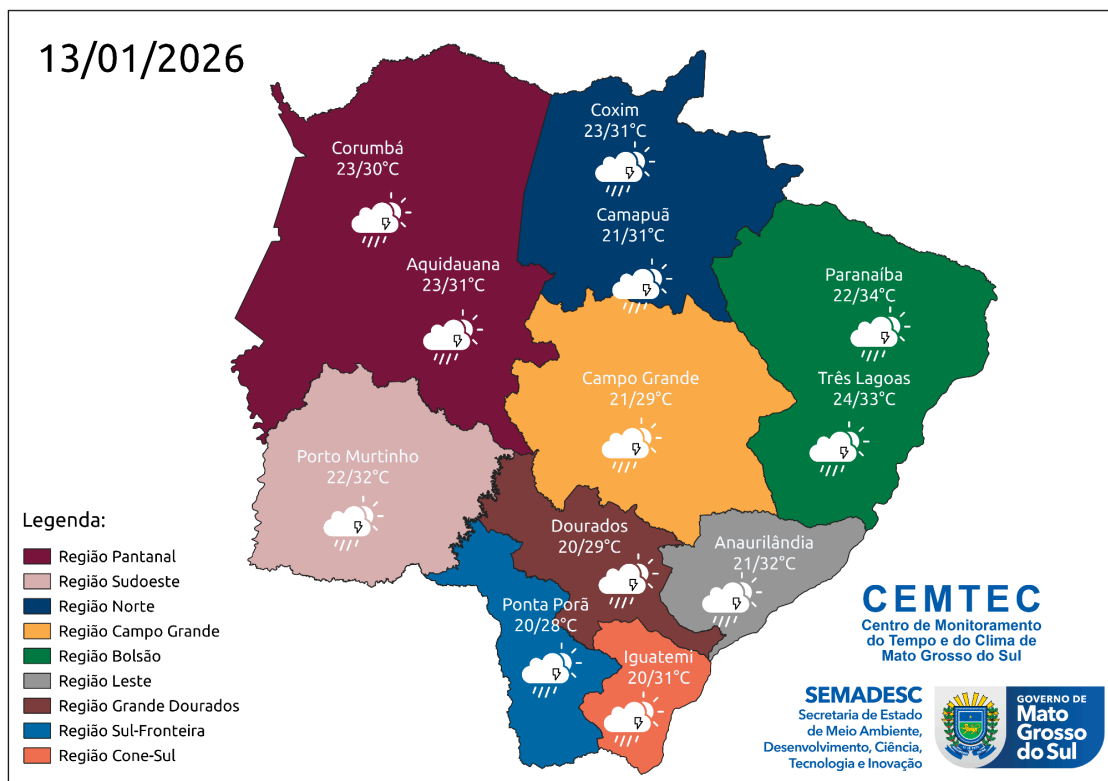 13/01/2026
Coxim
23/31°C
Corumbá
23/30°C
Camapuã
21/31°C
Aquidauana
23/31°C
Paranaíba
22/34°C
Campo Grande
21/29°C
Três Lagoas
24/33°C
Porto Murtinho
22/32°C
Dourados
20/29°C
Anaurilândia
21/32°C
Ponta Porã
20/28°C
Iguatemi
20/31°C
Legenda:
Região Pantanal
Região Sudoeste
Região Norte
Região Campo Grande
Região Bolsão
Região Leste
Região Grande Dourados
Região Sul-Fronteira
Região Cone-Sul
CEMTEC
Centro de Monitoramento
do Tempo e do Clima de
Mato Grosso do Sul
SEMADESC
Secretaria de Estado
de Meio Ambiente,
Desenvolvimento, Ciência,
Tecnologia e Inovação
GOVERNO DE
Mato
Grosso
do Sul